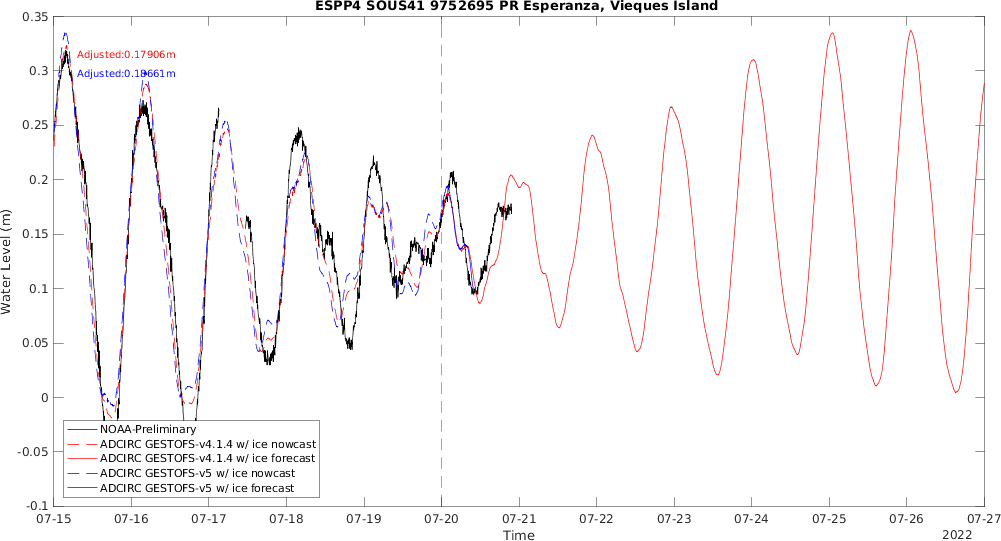 ESPP4 SOUS41 9752695 PR Esperanza, Vieques Island
0.35
0.3
0.25
0.2
0.15
0.1
0.05
0
-0.05
-0.1
Water Level (m)
Adjusted:0.17906m
Adjusted:0.18661m
NOAA-Preliminary
ADCIRC GESTOFS-v4.1.4 w/ ice nowcast
ADCIRC GESTOFS-v4.1.4 w/ ice forecast
ADCIRC GESTOFS-v5 w/ ice nowcast
ADCIRC GESTOFS-v5 w/ ice forecast
07-15 07-16 07-17 07-18 07-19 07-20 07-21 07-22 07-23 07-24 07-25 07-26 07-27
Time
2022